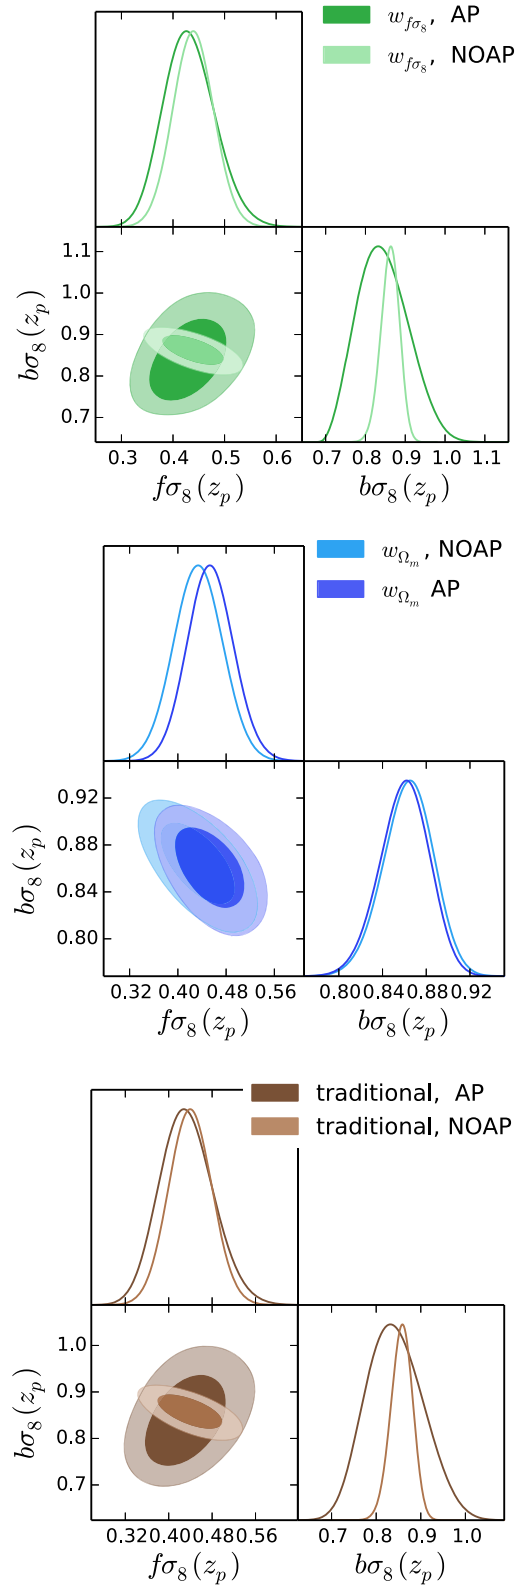 w_{fσ_8}, AP
w_{fσ_8}, NOAP
1.1
1.0
0.9
0.8
0.7
bσ_8(z_p)
0.3 0.4 0.5 0.6
0.7 0.8 0.9 1.0 1.1
fσ_8(z_p)
bσ_8(z_p)
w_{Ω_m}, NOAP
w_{Ω_m} AP
0.92
0.88
0.84
0.80
bσ_8(z_p)
0.32 0.40 0.48 0.56
0.80 0.84 0.88 0.92
fσ_8(z_p)
bσ_8(z_p)
traditional, AP
traditional, NOAP
1.0
0.9
0.8
0.7
bσ_8(z_p)
0.32 0.40 0.48 0.56
0.7 0.8 0.9 1.0
fσ_8(z_p)
bσ_8(z_p)